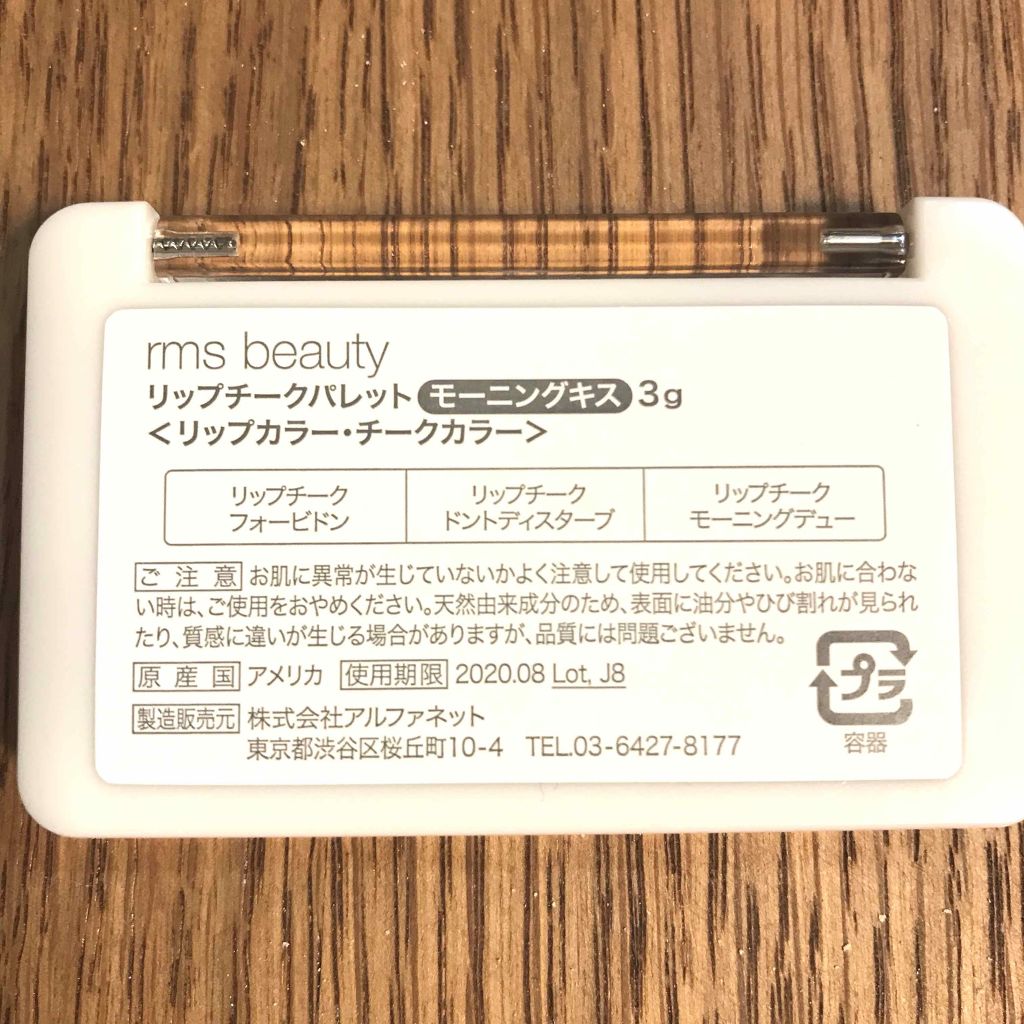 rms beauty
リップチークパレット モーニングキス 3g
＜リップカラー・チークカラー＞
リップチーク フォービドン
リップチーク ドントディスターブ
リップチーク モーニングデュー
ご注意 お肌に異常が生じていないかよく注意して使用してください。お肌に合わな
い時は、ご使用をおやめください。天然由来成分のため、表面に油分やひび割れが見られ
たり、質感に違いが生じる場合がありますが、品質には問題ございません。
原産国 アメリカ 使用期限 2020.08 Lot, J8
製造販売元 株式会社アルファネット
東京都渋谷区桜丘町10-4 TEL.03-6427-8177
プラ
容器